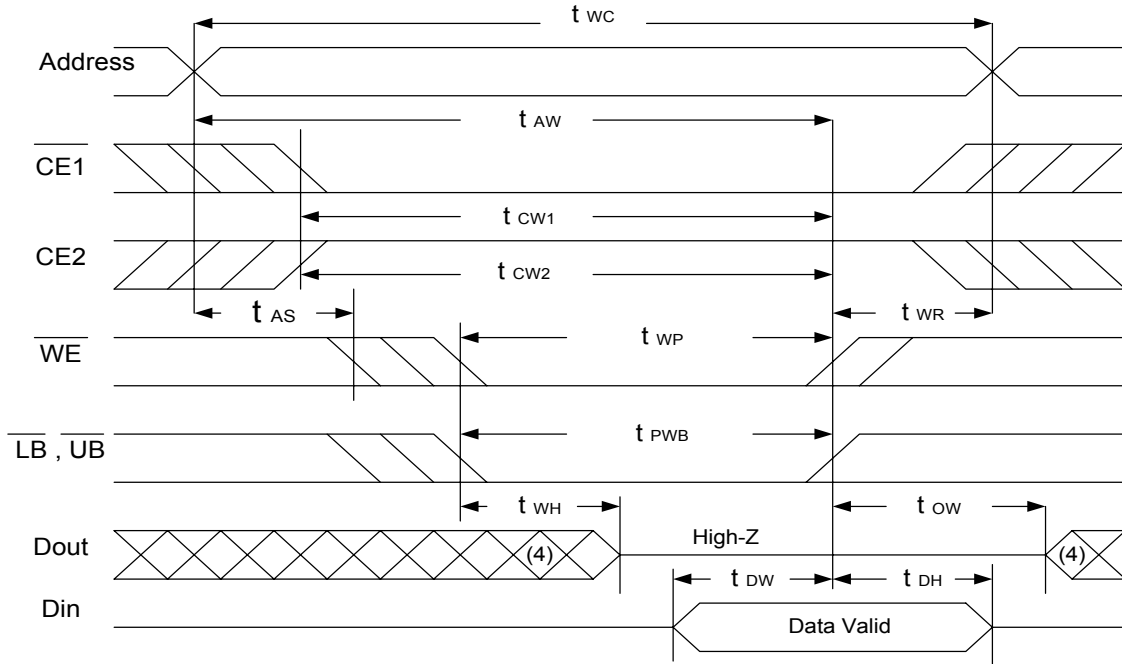 t WC
Address
t AW
CE1
t CW1
CE2
t CW2
t AS
t WR
WE
t WP
LB , UB
t PWB
t WH
t OW
Dout
(4)
High-Z
(4)
t DW
t DH
Din
Data Valid